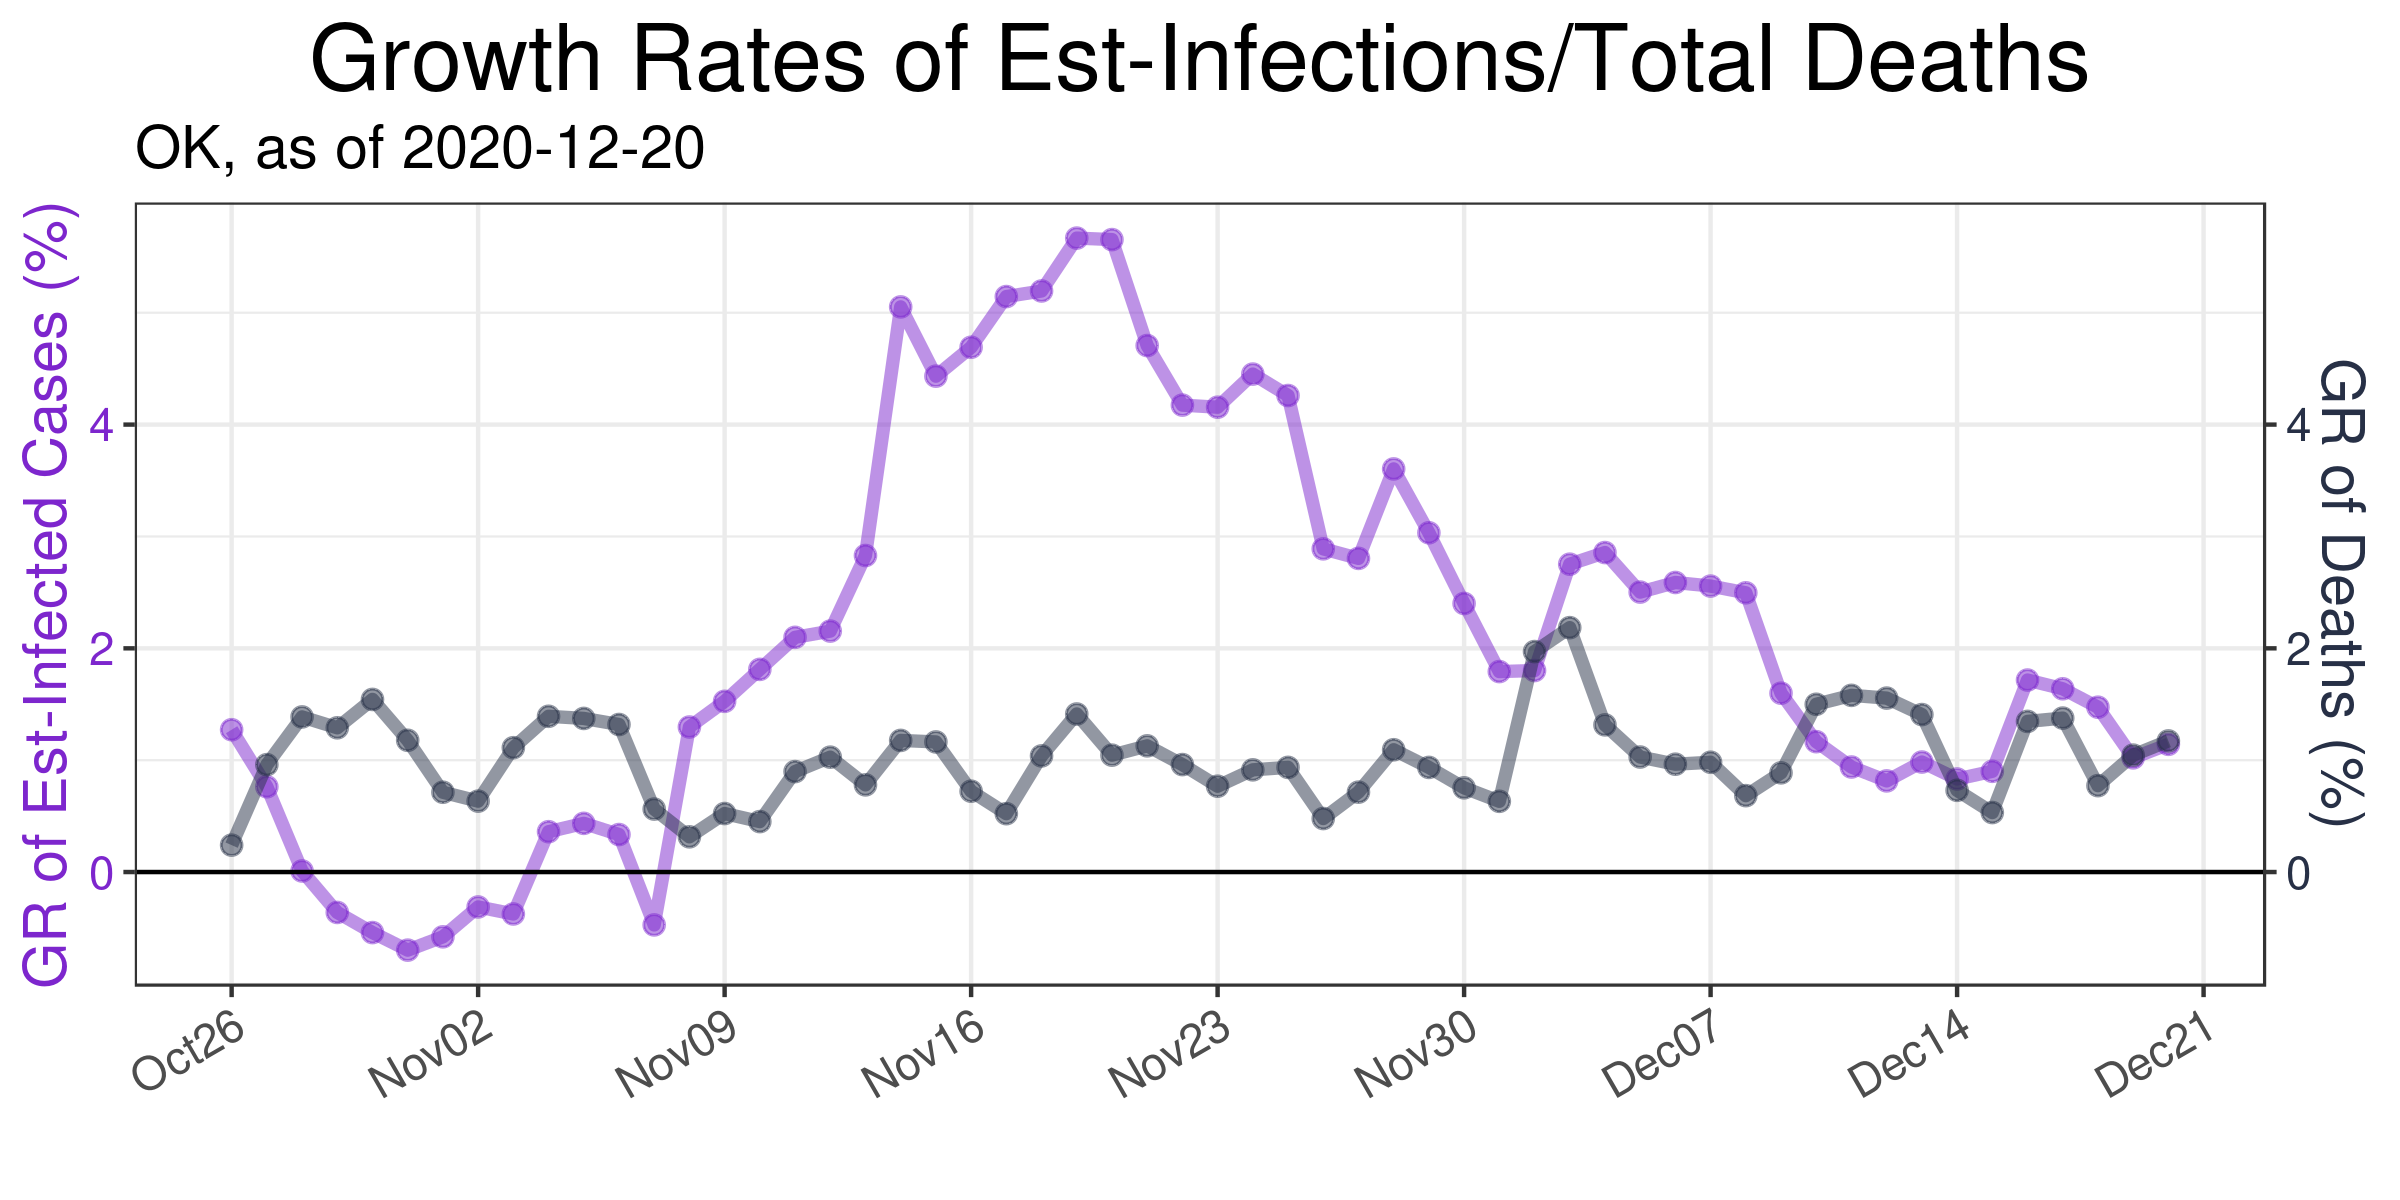 Growth Rates of Est-Infections/Total Deaths
OK, as of 2020-12-20
GR of Est-Infected Cases (%)
4
2
0
4
2
0
GR of Deaths (%)
Oct26
Nov02
Nov09
Nov16
Nov23
Nov30
Dec07
Dec14
Dec21